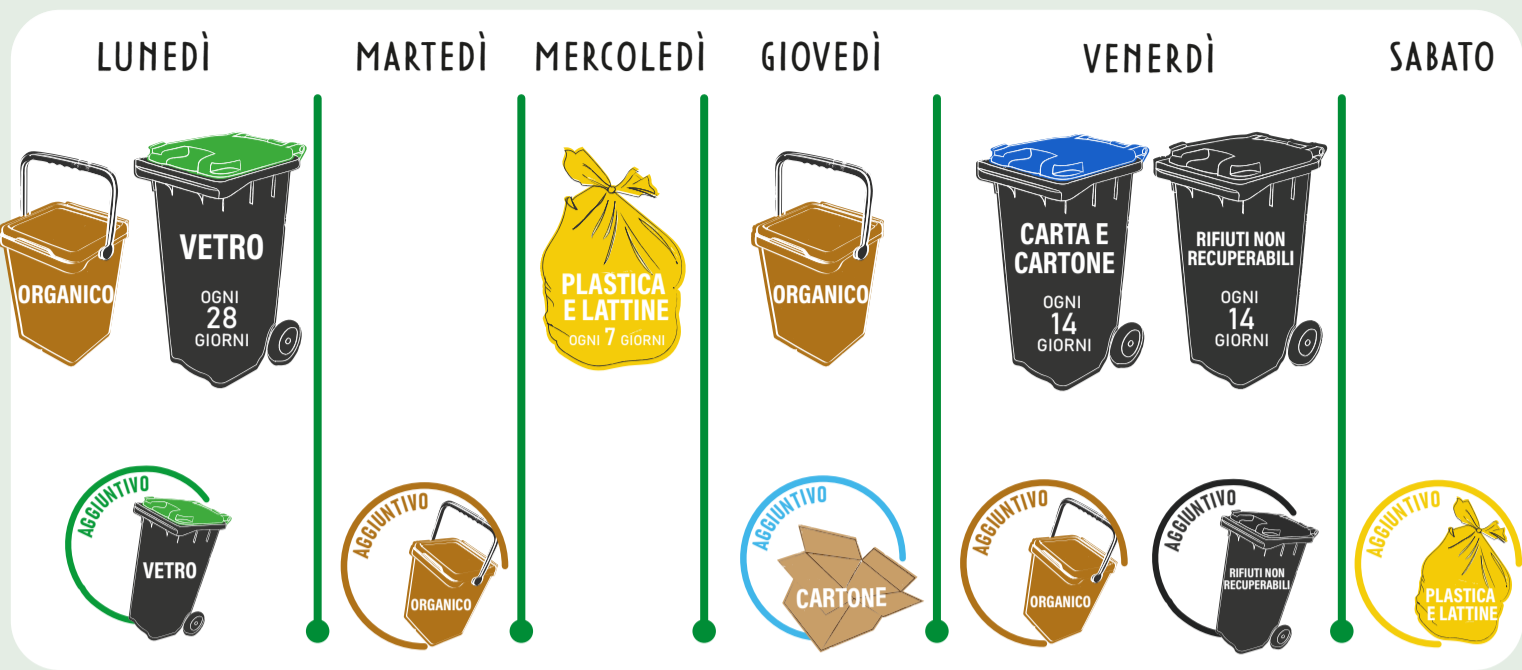 LUNEDÌ
MARTEDÌ
MERCOLEDÌ
GIOVEDÌ
VENERDÌ
SABATO
ORGANICO
VETRO
OGNI
28
GIORNI
PLASTICA
E LATTINE
OGNI 7 GIORNI
ORGANICO
CARTA E
CARTONE
OGNI
14
GIORNI
RIFIUTI NON
RECUPERABILI
OGNI
14
GIORNI
AGGIUNTIVO
VETRO
AGGIUNTIVO
ORGANICO
AGGIUNTIVO
CARTONE
AGGIUNTIVO
ORGANICO
AGGIUNTIVO
RIFIUTI NON
RECUPERABILI
AGGIUNTIVO
PLASTICA
E LATTINE